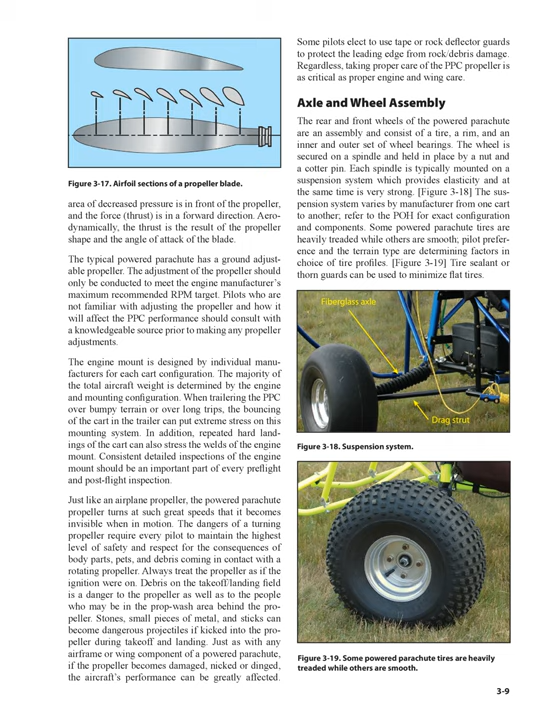 Figure 3-17. Airfoil sections of a propeller blade.
area of decreased pressure is in front of the propeller,
and the force (thrust) is in a forward direction. Aero-
dynamically, the thrust is the result of the propeller
shape and the angle of attack of the blade.
The typical powered parachute has a ground adjust-
able propeller. The adjustment of the propeller should
only be conducted to meet the engine manufacturer's
maximum recommended RPM target. Pilots who are
not familiar with adjusting the propeller and how it
will affect the PPC performance should consult with
a knowledgeable source prior to making any propeller
adjustments.
The engine mount is designed by individual manu-
facturers for each cart configuration. The majority of
the total aircraft weight is determined by the engine
and mounting configuration. When trailering the PPC
over bumpy terrain or over long trips, the bouncing
of the cart in the trailer can put extreme stress on this
mounting system. In addition, repeated hard land-
ings of the cart can also stress the welds of the engine
mount. Consistent detailed inspections of the engine
mount should be an important part of every preflight
and post-flight inspection.
Just like an airplane propeller, the powered parachute
propeller turns at such great speeds that it becomes
invisible when in motion. The dangers of a turning
propeller require every pilot to maintain the highest
level of safety and respect for the consequences of
body parts, pets, and debris coming in contact with a
rotating propeller. Always treat the propeller as if the
ignition were on. Debris on the takeoff/landing field
is a danger to the propeller as well as to the people
who may be in the prop-wash area behind the pro-
peller. Stones, small pieces of metal, and sticks can
become dangerous projectiles if kicked into the pro-
peller during takeoff and landing. Just as with any
airframe or wing component of a powered parachute,
if the propeller becomes damaged, nicked or dinged,
the aircraft's performance can be greatly affected.
Some pilots elect to use tape or rock deflector guards
to protect the leading edge from rock/debris damage.
Regardless, taking proper care of the PPC propeller is
as critical as proper engine and wing care.
Axle and Wheel Assembly
The rear and front wheels of the powered parachute
are an assembly and consist of a tire, a rim, and an
inner and outer set of wheel bearings. The wheel is
secured on a spindle and held in place by a nut and
a cotter pin. Each spindle is typically mounted on a
suspension system which provides elasticity and at
the same time is very strong. [Figure 3-18] The sus-
pension system varies by manufacturer from one cart
to another; refer to the POH for exact configuration
and components. Some powered parachute tires are
heavily treaded while others are smooth; pilot prefer-
ence and the terrain type are determining factors in
choice of tire profiles. [Figure 3-19] Tire sealant or
thorn guards can be used to minimize flat tires.
Fiberglass axle
Drag strut
Figure 3-18. Suspension system.
Figure 3-19. Some powered parachute tires are heavily
treaded while others are smooth.
3-9